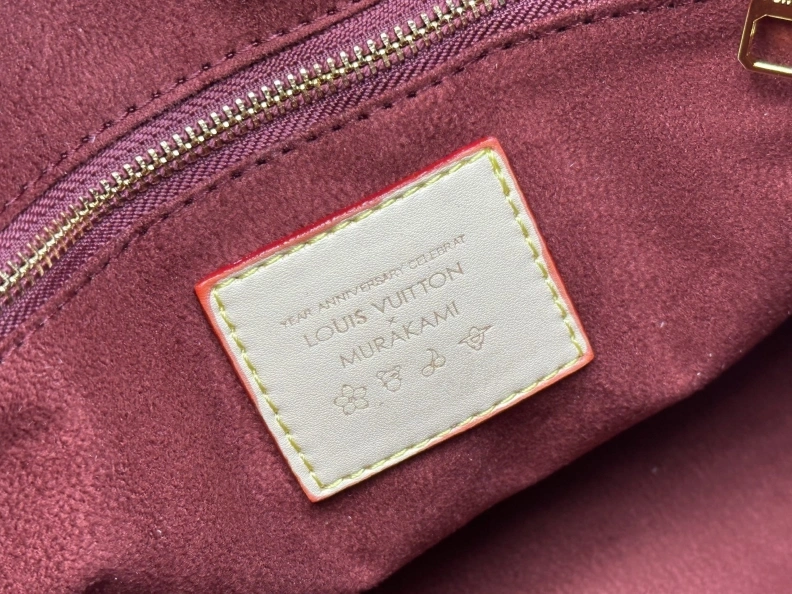 YEAR ANNIVERSARY CELEBRAT
LOUIS VUITTON
×
MURAKAMI